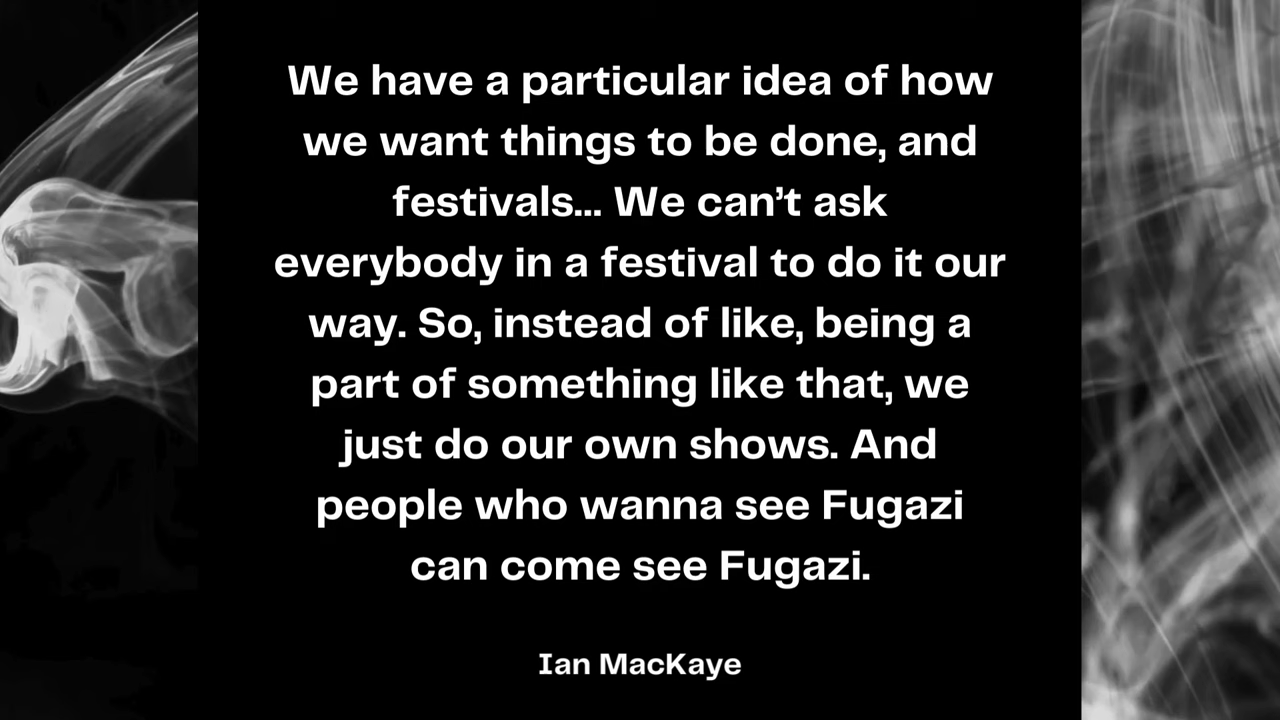 We have a particular idea of how
we want things to be done, and
festivals... We can’t ask
everybody in a festival to do it our
way. So, instead of like, being a
part of something like that, we
just do our own shows. And
people who wanna see Fugazi
can come see Fugazi.
Ian MacKaye